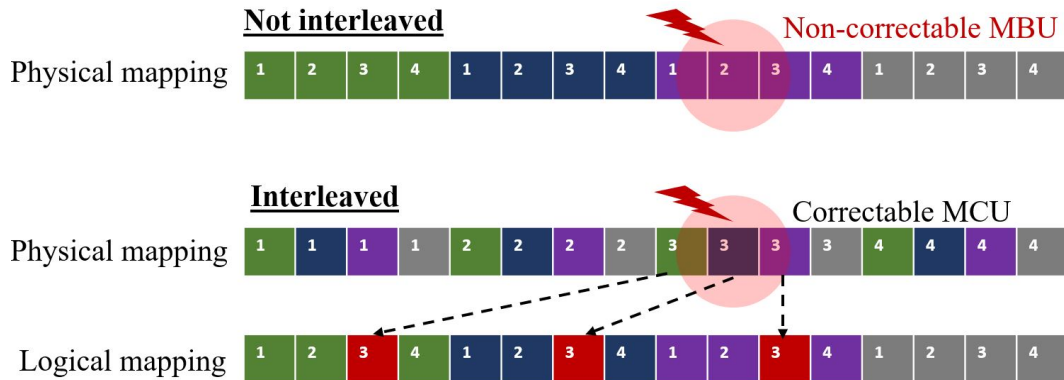 Not interleaved
Non-correctable MBU
Physical mapping 1 2 3 4 1 2 3 4 1 2 3 4 1 2 3 4
Interleaved
Correctable MCU
Physical mapping 1 1 1 1 2 2 2 2 3 3 3 3 4 4 4 4
Logical mapping 1 2 3 4 1 2 3 4 1 2 3 4 1 2 3 4